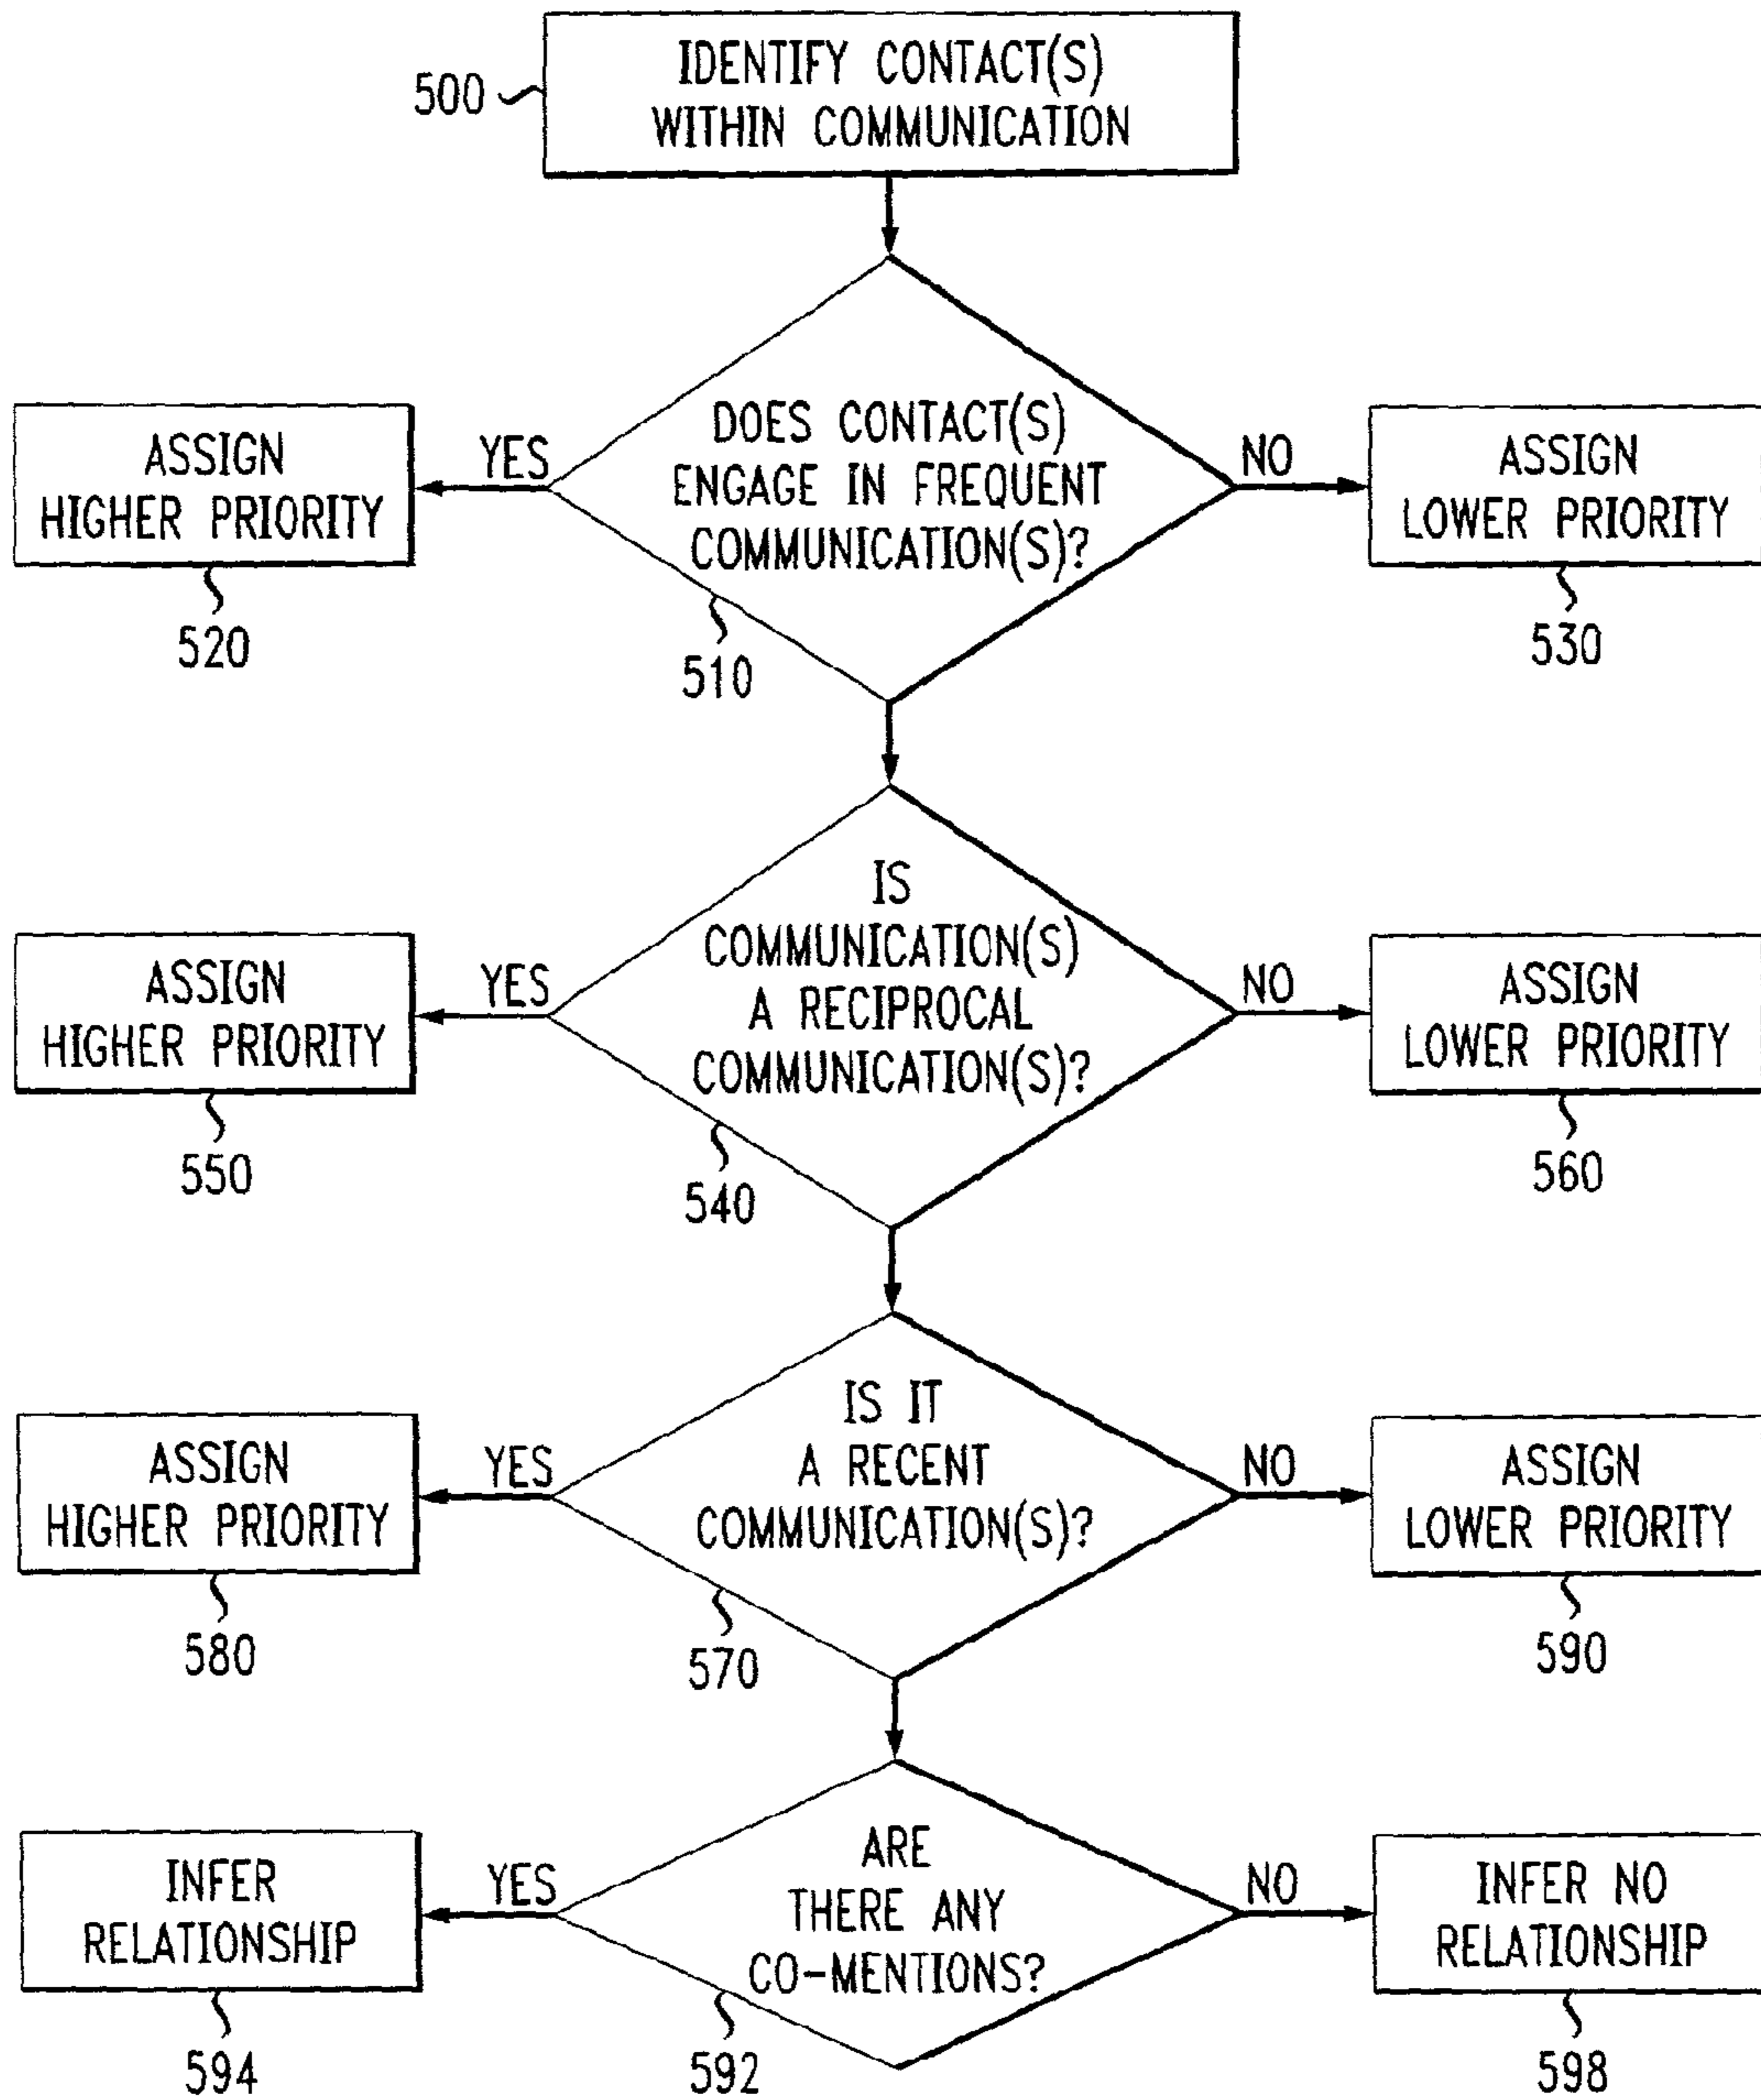 IDENTIFY CONTACT(S)
WITHIN COMMUNICATION
500
DOES CONTACT(S)
ENGAGE IN FREQUENT
COMMUNICATION(S)?
510
YES
ASSIGN
HIGHER PRIORITY
520
NO
ASSIGN
LOWER PRIORITY
530
IS
COMMUNICATION(S)
A RECIPROCAL
COMMUNICATION(S)?
540
YES
ASSIGN
HIGHER PRIORITY
550
NO
ASSIGN
LOWER PRIORITY
560
IS IT
A RECENT
COMMUNICATION(S)?
570
YES
ASSIGN
HIGHER PRIORITY
580
NO
ASSIGN
LOWER PRIORITY
590
ARE
THERE ANY
CO-MENTIONS?
592
YES
INFER
RELATIONSHIP
594
NO
INFER NO
RELATIONSHIP
598